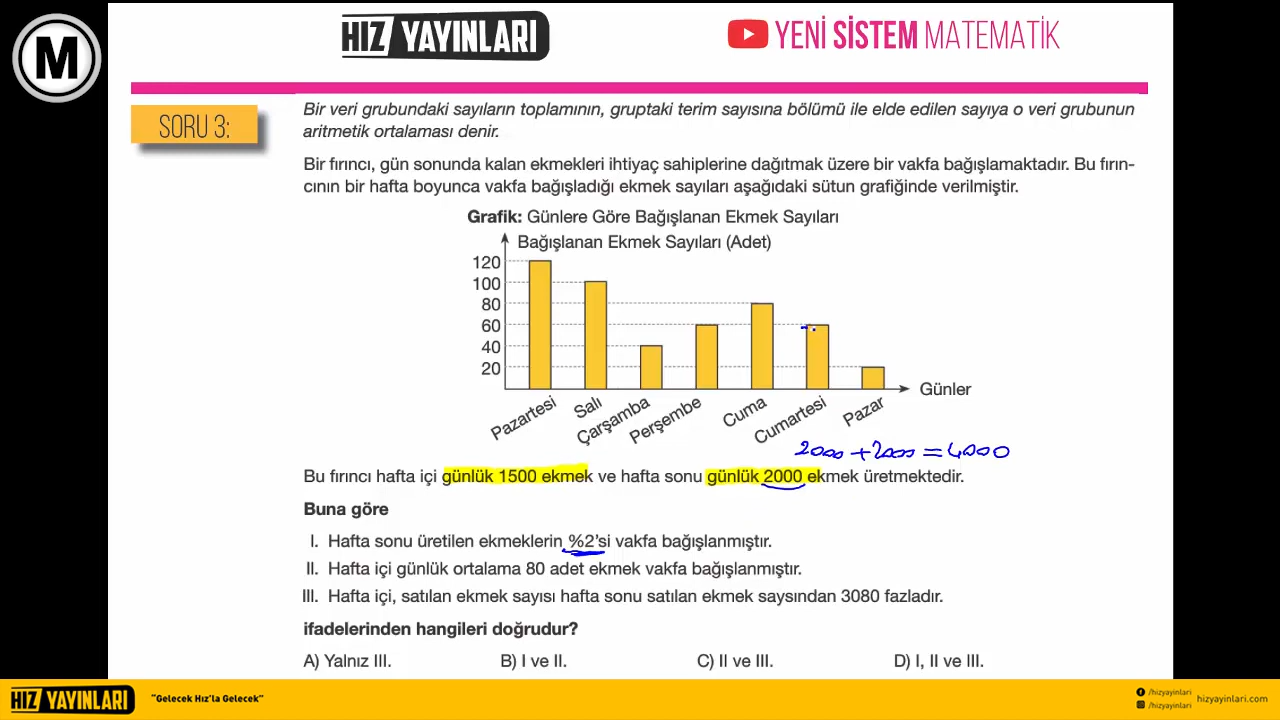 M
HIZ YAYINLARI
YENİ SİSTEM MATEMATİK
SORU 3:
Bir veri grubundaki sayıların toplamının, gruptaki terim sayısına bölümü ile elde edilen sayıya o veri grubunun
aritmetik ortalaması denir.
Bir fırıncı, gün sonunda kalan ekmekleri ihtiyaç sahiplerine dağıtmak üzere bir vakfa bağışlamaktadır. Bu fırın-
cının bir hafta boyunca vakfa bağışladığı ekmek sayıları aşağıdaki sütun grafiğinde verilmiştir.
Grafik: Günlere Göre Bağışlanan Ekmek Sayıları
Bağışlanan Ekmek Sayıları (Adet)
120
100
80
60
40
20
Günler
Pazartesi
Salı
Çarşamba
Perşembe
Cuma
Cumartesi
Pazar
2000 + 2000 = 4000
Bu fırıncı hafta içi günlük 1500 ekmek ve hafta sonu günlük 2000 ekmek üretmektedir.
Buna göre
I. Hafta sonu üretilen ekmeklerin %2'si vakfa bağışlanmıştır.
II. Hafta içi günlük ortalama 80 adet ekmek vakfa bağışlanmıştır.
III. Hafta içi, satılan ekmek sayısı hafta sonu satılan ekmek saysından 3080 fazladır.
ifadelerinden hangileri doğrudur?
A) Yalnız III. B) I ve II. C) II ve III. D) I, II ve III.
HIZ YAYINLARI "Gelecek Hız'la Gelecek"
/hizyayinlari
/hizyayinlari
hizyayinlari.com